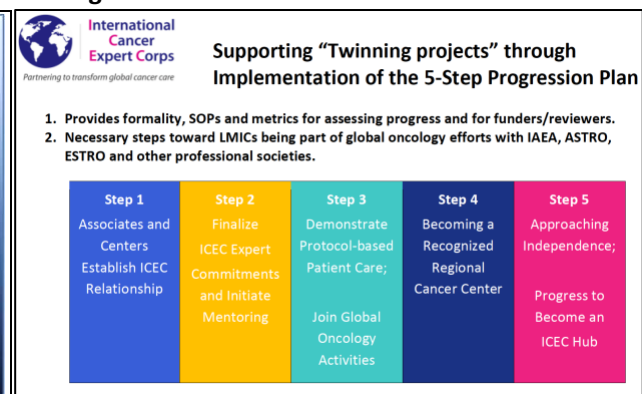 International
Cancer
Expert Corps
Partnering to transform global cancer care
Supporting “Twinning projects” through
Implementation of the 5-Step Progression Plan
1. Provides formality, SOPs and metrics for assessing progress and for funders/reviewers.
2. Necessary steps toward LMICs being part of global oncology efforts with IAEA, ASTRO,
ESTRO and other professional societies.
Step 1
Associates and
Centers
Establish ICEC
Relationship
Step 2
Finalize
ICEC Expert
Commitments
and Initiate
Mentoring
Step 3
Demonstrate
Protocol-based
Patient Care;
Join Global
Oncology
Activities
Step 4
Becoming a
Recognized
Regional
Cancer Center
Step 5
Approaching
Independence;
Progress to
Become an
ICEC Hub